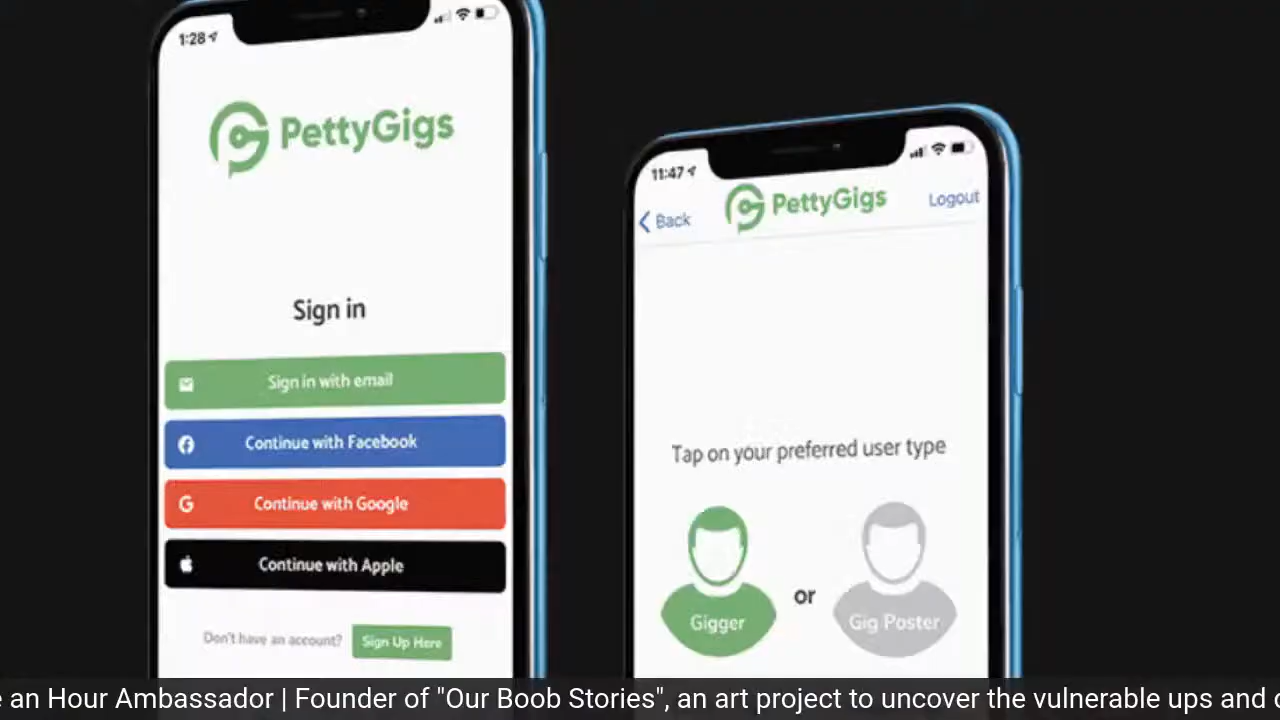 1:28
PettyGigs
Sign in
Sign in with email
Continue with Facebook
Continue with Google
Continue with Apple
Don't have an account? Sign Up Here
11:47
Back
PettyGigs
Logout
Tap on your preferred user type
Gigger
or
Gig Poster
an Hour Ambassador | Founder of "Our Boob Stories", an art project to uncover the vulnerable ups and